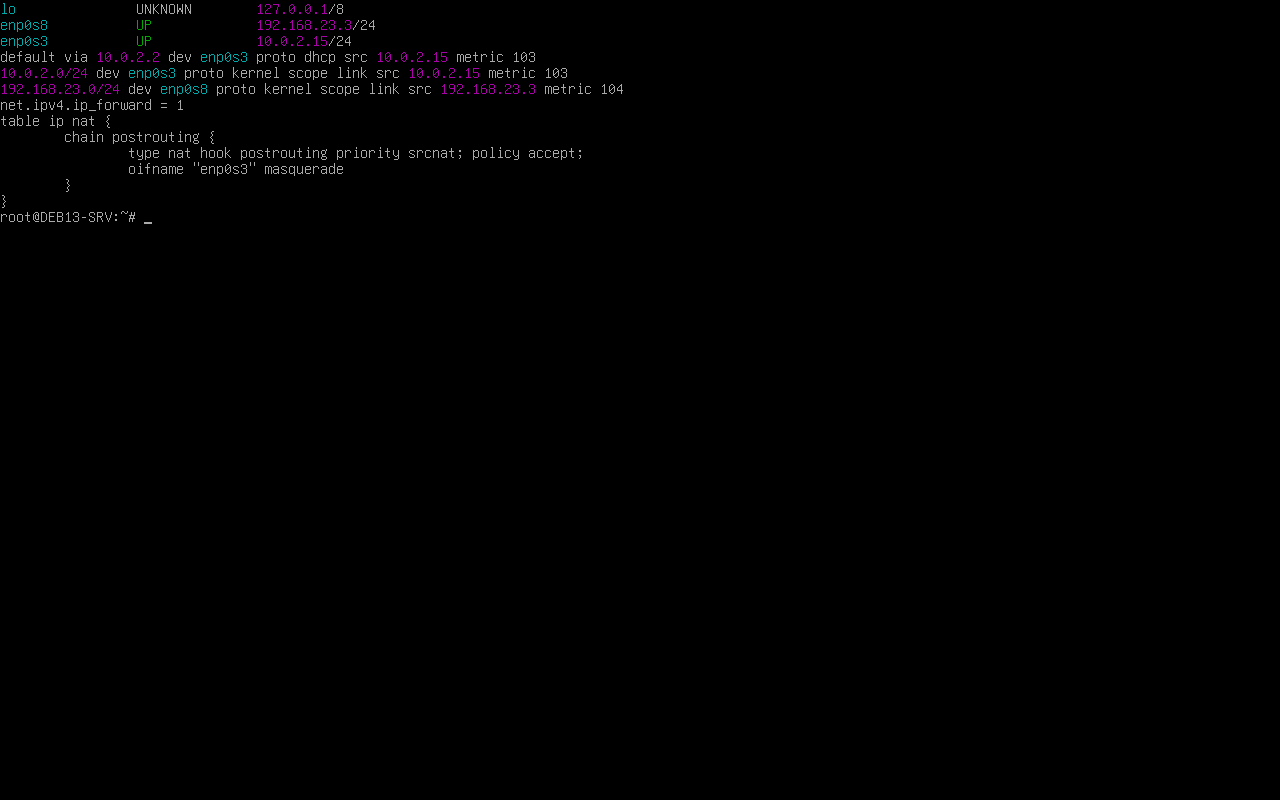 lo               UNKNOWN        127.0.0.1/8
enp0s8           UP             192.168.23.3/24
enp0s3           UP             10.0.2.15/24
default via 10.0.2.2 dev enp0s3 proto dhcp src 10.0.2.15 metric 103
10.0.2.0/24 dev enp0s3 proto kernel scope link src 10.0.2.15 metric 103
192.168.23.0/24 dev enp0s8 proto kernel scope link src 192.168.23.3 metric 104
net.ipv4.ip_forward = 1
table ip nat {
        chain postrouting {
                type nat hook postrouting priority srcnat; policy accept;
                oifname "enp0s3" masquerade
        }
}
root@DEB13-SRV:~# _